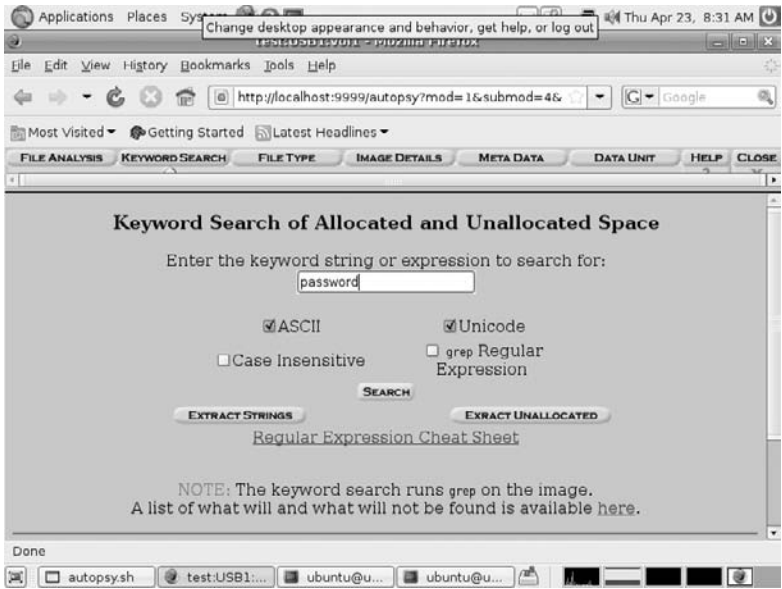 Applications Places System Thu Apr 23, 8:31 AM
Change desktop appearance and behavior, get help, or log out
test:USB1:vol1 - Mozilla Firefox
File Edit View History Bookmarks Tools Help
http://localhost:9999/autopsy?mod=1&submod=4& G Google
Most Visited Getting Started Latest Headlines
FILE ANALYSIS KEYWORD SEARCH FILE TYPE IMAGE DETAILS META DATA DATA UNIT HELP CLOSE
? X
Keyword Search of Allocated and Unallocated Space
Enter the keyword string or expression to search for:
password
ASCII Unicode
Case Insensitive grep Regular Expression
SEARCH
EXTRACT STRINGS EXRACT UNALLOCATED
Regular Expression Cheat Sheet
NOTE: The keyword search runs grep on the image.
A list of what will and what will not be found is available here.
Done
autopsy.sh test:USB1:... ubuntu@u... ubuntu@u...